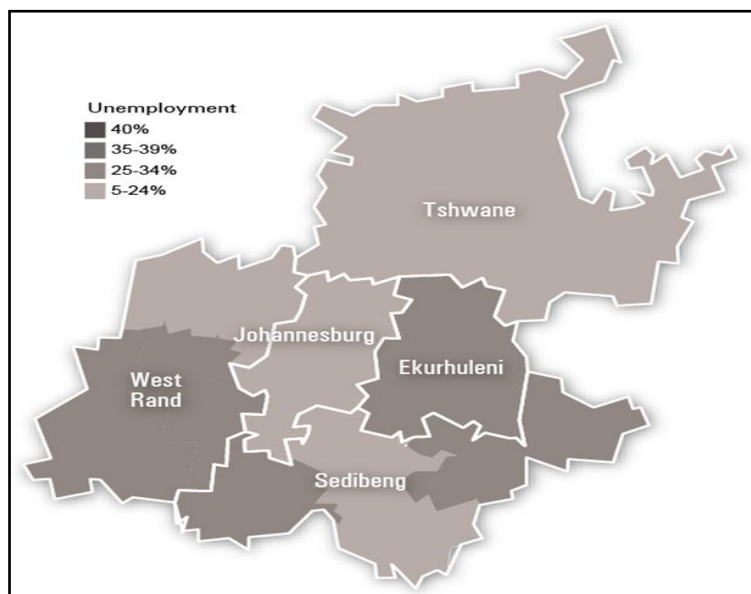 Unemployment
40%
35-39%
25-34%
5-24%
Tshwane
Johannesburg
Ekurhuleni
West
Rand
Sedibeng